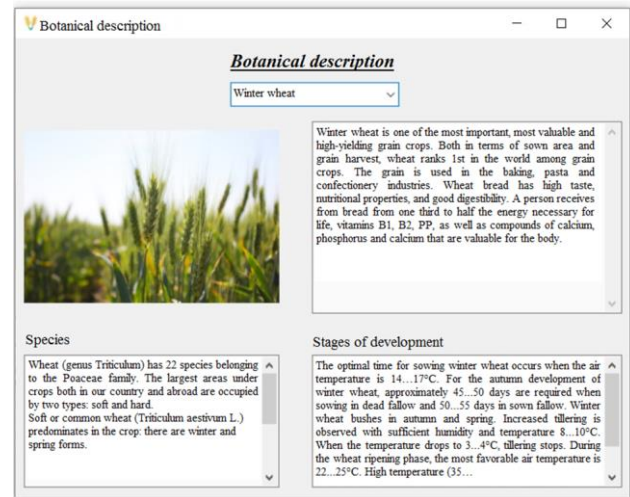 Botanical description
Botanical description
Winter wheat
Winter wheat is one of the most important, most valuable and
high-yielding grain crops. Both in terms of sown area and
grain harvest, wheat ranks 1st in the world among grain
crops. The grain is used in the baking, pasta and
confectionery industries. Wheat bread has high taste,
nutritional properties, and good digestibility. A person receives
from bread from one third to half the energy necessary for
life, vitamins B1, B2, PP, as well as compounds of calcium,
phosphorus and calcium that are valuable for the body.
Species
Wheat (genus Triticulum) has 22 species belonging
to the Poaceae family. The largest areas under
crops both in our country and abroad are occupied
by two types: soft and hard.
Soft or common wheat (Triticulum aestivum L.)
predominates in the crop: there are winter and
spring forms.
Stages of development
The optimal time for sowing winter wheat occurs when the air
temperature is 14…17°C. For the autumn development of
winter wheat, approximately 45...50 days are required when
sowing in dead fallow and 50...55 days in sown fallow. Winter
wheat bushes in autumn and spring. Increased tillering is
observed with sufficient humidity and temperature 8...10°C.
When the temperature drops to 3...4°C, tillering stops. During
the wheat ripening phase, the most favorable air temperature is
22...25°C. High temperature (35…